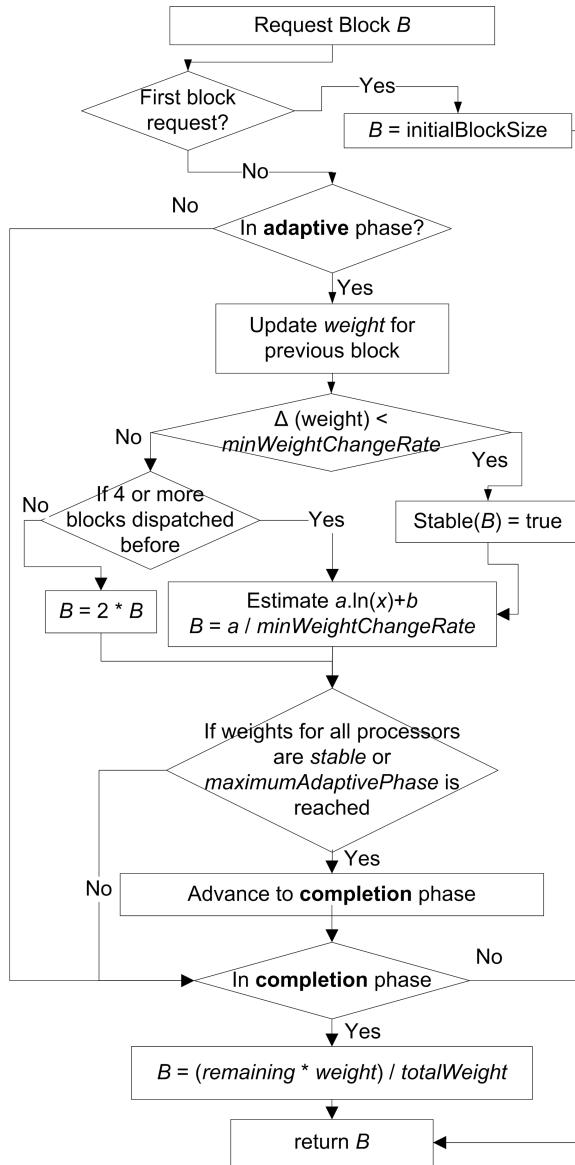 Request Block B
First block
request?
Yes
B = initialBlockSize
No
No
In adaptive phase?
Yes
Update weight for
previous block
Δ (weight) <
minWeightChangeRate
No
Yes
If 4 or more
blocks dispatched
before
No
Yes
Stable(B) = true
B = 2 * B
Estimate a.ln(x)+b
B = a / minWeightChangeRate
If weights for all processors
are stable or
maximumAdaptivePhase is
reached
Yes
No
Advance to completion phase
In completion phase
No
Yes
B = (remaining * weight) / totalWeight
return B